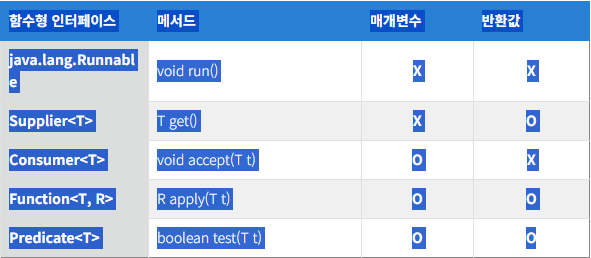 함수형 인터페이스 메서드 매개변수 반환값
java.lang.Runnabl
e
void run() X X
Supplier<T> T get() X O
Consumer<T> void accept(T t) O X
Function<T, R> R apply(T t) O O
Predicate<T> boolean test(T t) O O